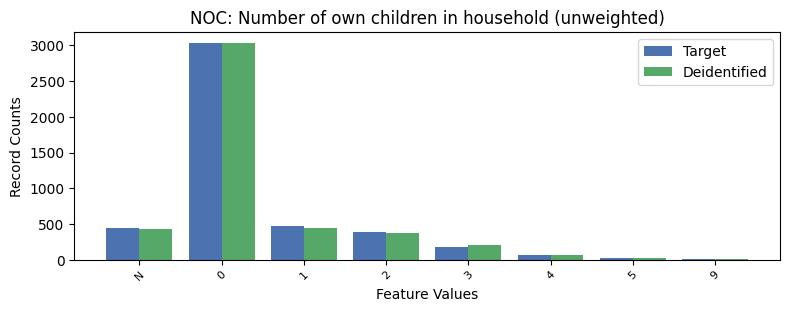 NOC: Number of own children in household (unweighted)
Target
Deidentified
Record Counts
3000
2500
2000
1500
1000
500
0
N 0 1 2 3 4 5 9
Feature Values